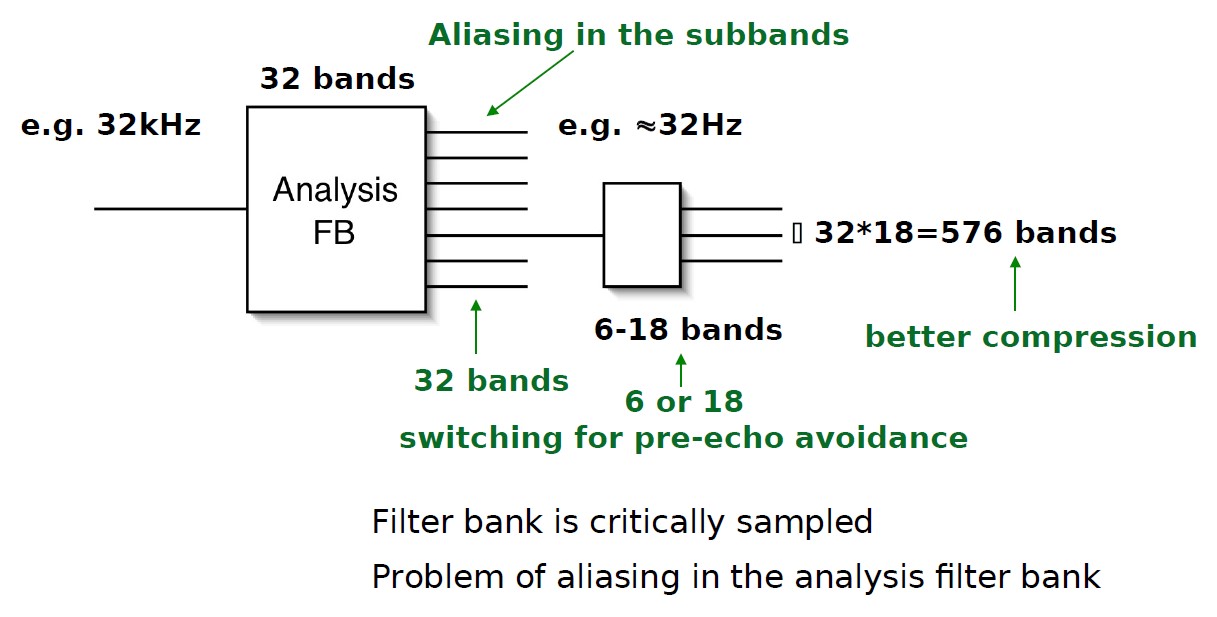 Aliasing in the subbands
32 bands
e.g. 32kHz
e.g. ≈32Hz
Analysis
FB
▯ 32*18=576 bands
6-18 bands
better compression
32 bands
6 or 18
switching for pre-echo avoidance
Filter bank is critically sampled
Problem of aliasing in the analysis filter bank